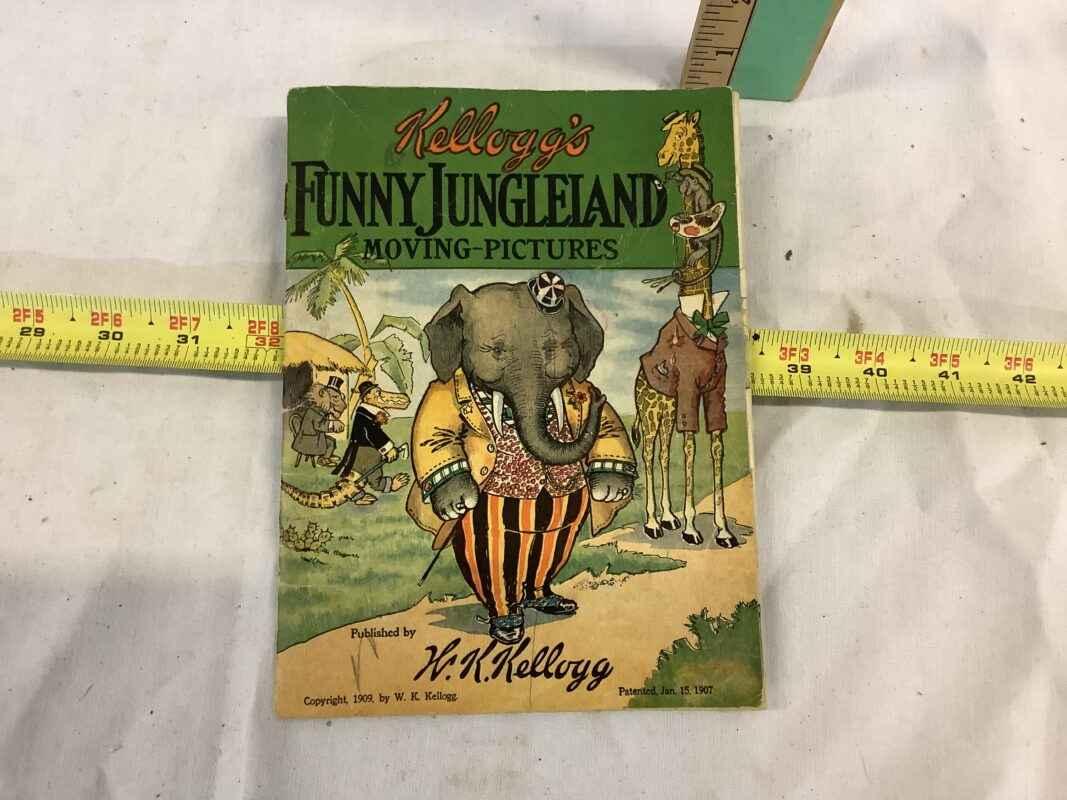 Kellogg's
FUNNY JUNGLELAND
MOVING-PICTURES
2F5 2F6 2F7 2F8
29 30 31 32
3F3 3F4 3F5 3F6
39 40 41 42
1
Published by
W. K. Kellogg
Copyright, 1909, by W. K. Kellogg.
Patented, Jan. 15, 1907